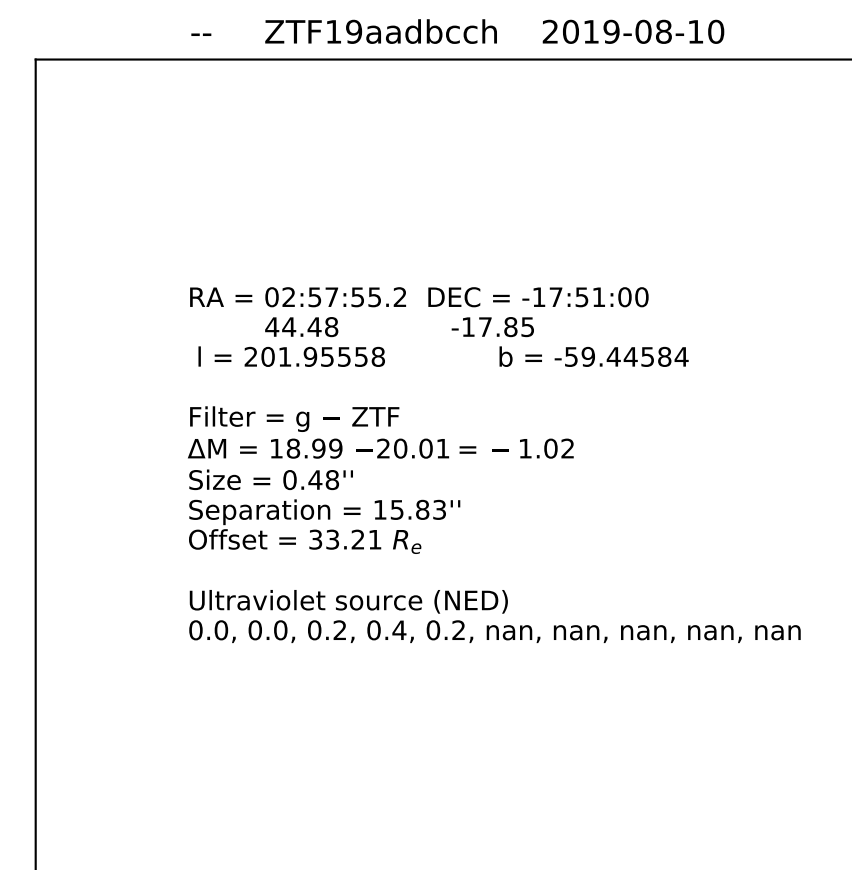 -- ZTF19aadbcch 2019-08-10
RA = 02:57:55.2 DEC = -17:51:00
44.48 -17.85
l = 201.95558 b = -59.44584
Filter = g − ZTF
ΔM = 18.99 −20.01 = − 1.02
Size = 0.48''
Separation = 15.83''
Offset = 33.21 Re
Ultraviolet source (NED)
0.0, 0.0, 0.2, 0.4, 0.2, nan, nan, nan, nan, nan